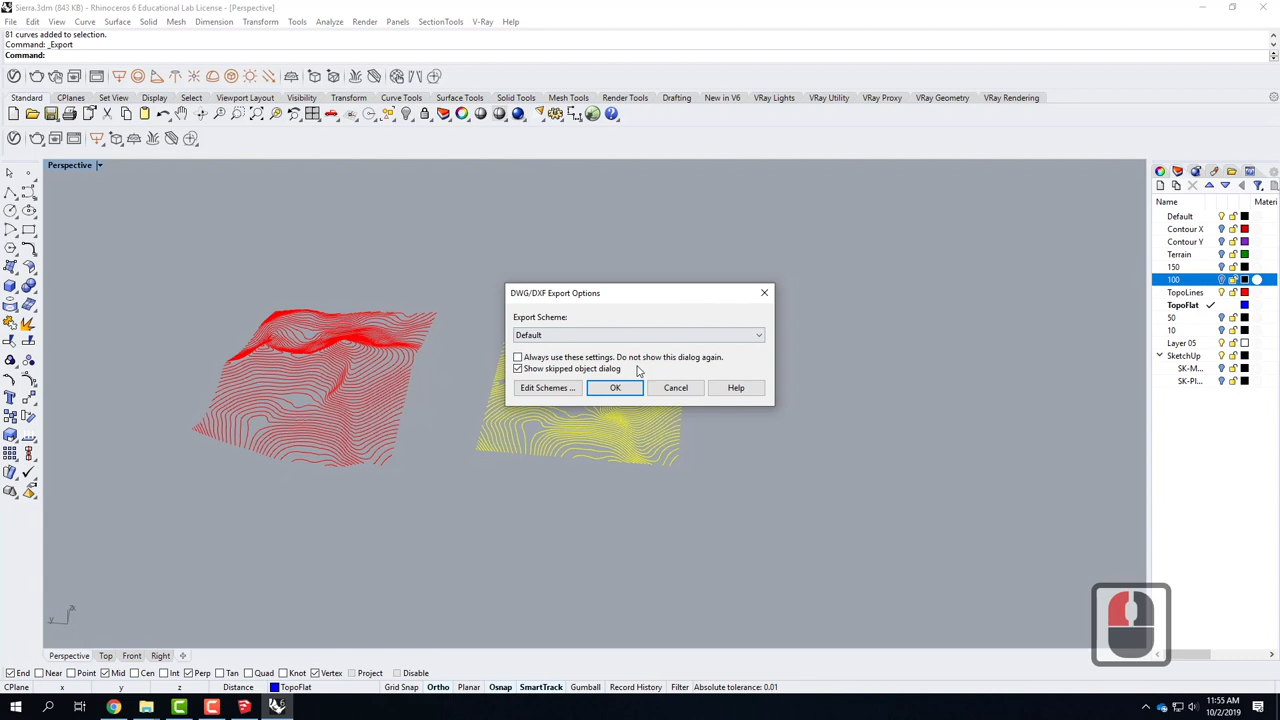 Sierra.3dm (843 KB) - Rhinoceros 6 Educational Lab License - [Perspective]
File Edit View Curve Surface Solid Mesh Dimension Transform Tools Analyze Render Panels SectionTools V-Ray Help
81 curves added to selection.
Command: _Export
Command:
Standard CPlanes Set View Display Select Viewport Layout Visibility Transform Curve Tools Surface Tools Solid Tools Mesh Tools Render Tools Drafting New in V6 VRay Lights VRay Utility VRay Proxy VRay Geometry VRay Rendering
Perspective
Name Materi
Default
Contour X
Contour Y
Terrain
150
100
TopoLines
TopoFlat
50
10
Layer 05
SketchUp
SK-M...
SK-Pl...
DWG/DXF Export Options
Export Scheme:
Default
Always use these settings. Do not show this dialog again.
Show skipped object dialog
Edit Schemes ... OK Cancel Help
Perspective Top Front Right
End Near Point Mid Cen Int Perp Tan Quad Knot Vertex Project Disable
CPlane x y z Distance TopoFlat Grid Snap Ortho Planar Osnap SmartTrack Gumball Record History Filter Absolute tolerance: 0.01
11:55 AM
10/2/2019